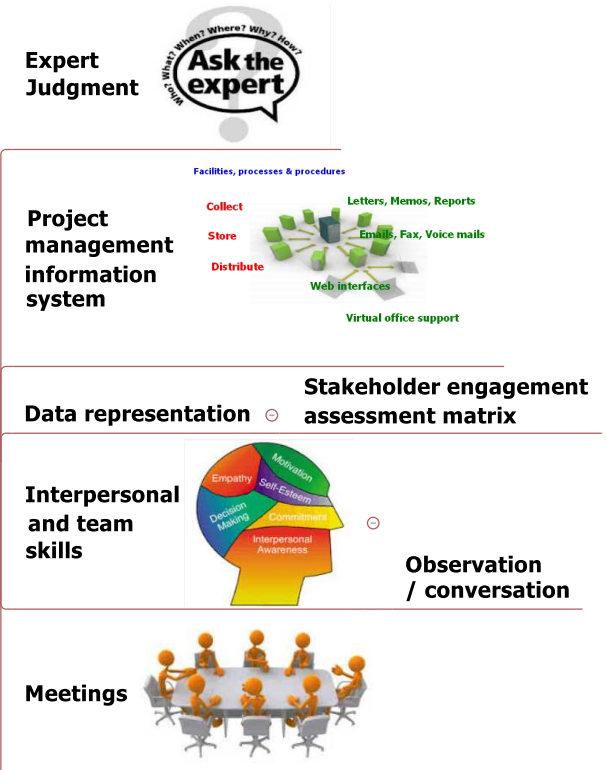 Expert
Judgment
Who? What? When? Where? Why? How?
Ask the
expert
Facilities, processes & procedures
Project
management
information
system
Collect
Store
Distribute
Letters, Memos, Reports
Emails, Fax, Voice mails
Web interfaces
Virtual office support
Data representation
Stakeholder engagement
assessment matrix
Interpersonal
and team
skills
Motivation
Empathy
Self-Esteem
Decision
Making
Commitment
Interpersonal
Awareness
Observation
/ conversation
Meetings